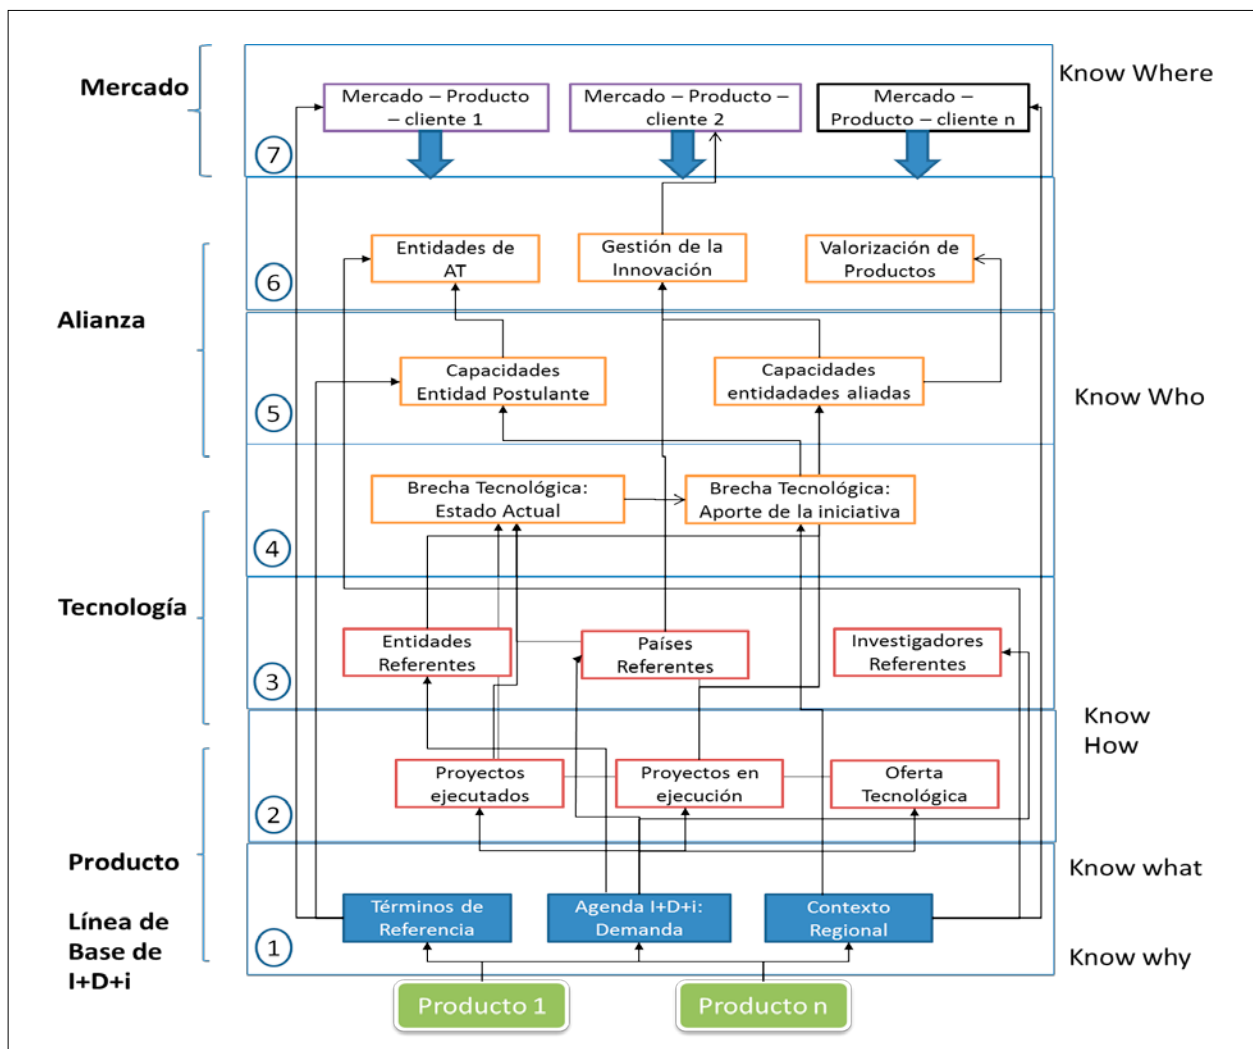 Mercado
Know Where
Mercado – Producto
– cliente 1
Mercado – Producto –
cliente 2
Mercado –
Producto – cliente n
7
Entidades de
AT
Gestión de la
Innovación
Valorización de
Productos
6
Alianza
Capacidades
Entidad Postulante
Capacidades
entidadades aliadas
5
Know Who
Brecha Tecnológica:
Estado Actual
Brecha Tecnológica:
Aporte de la iniciativa
4
Tecnología
Entidades
Referentes
Países
Referentes
Investigadores
Referentes
3
Know
How
Proyectos
ejecutados
Proyectos en
ejecución
Oferta
Tecnológica
2
Producto
Know what
Línea de
Base de
I+D+i
Términos de
Referencia
Agenda I+D+i:
Demanda
Contexto
Regional
1
Know why
Producto 1
Producto n